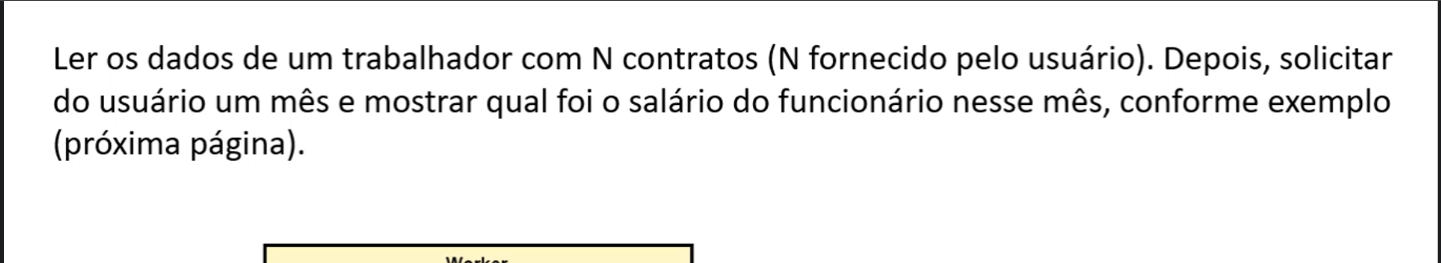 Ler os dados de um trabalhador com N contratos (N fornecido pelo usuário). Depois, solicitar
do usuário um mês e mostrar qual foi o salário do funcionário nesse mês, conforme exemplo
(próxima página).
Worker